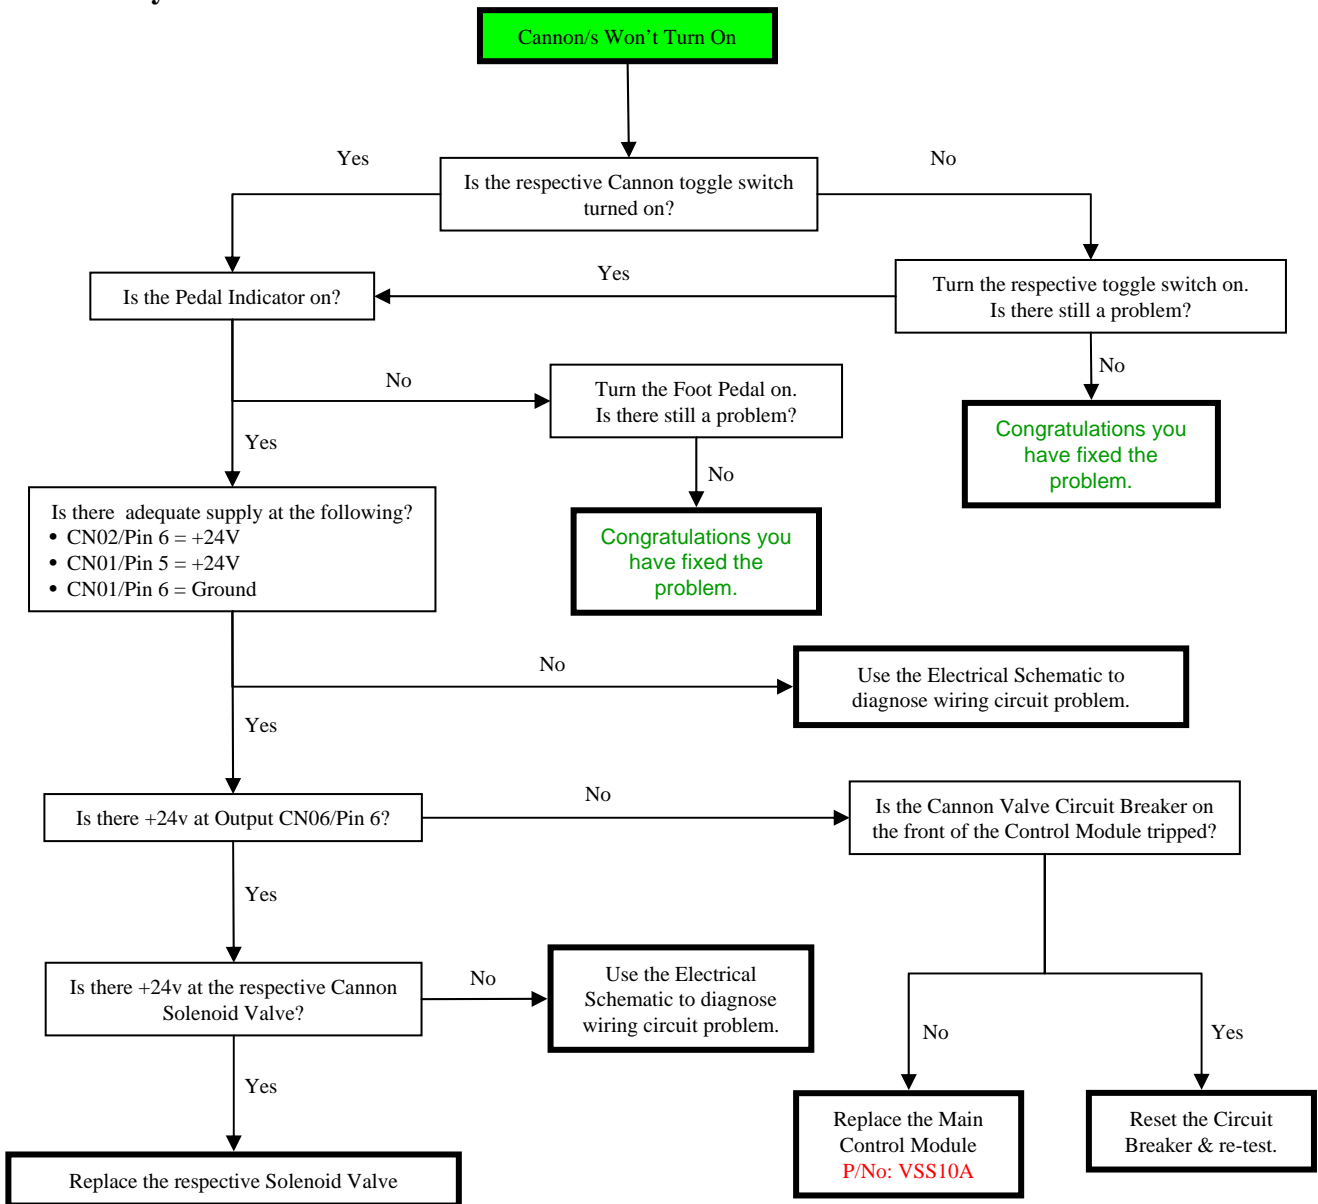 Cannon/s Won't Turn On
Yes
No
Is the respective Cannon toggle switch
turned on?
Is the Pedal Indicator on?
Yes
Turn the respective toggle switch on.
Is there still a problem?
No
Turn the Foot Pedal on.
Is there still a problem?
No
Congratulations you
have fixed the
problem.
Yes
No
Is there  adequate supply at the following?
• CN02/Pin 6 = +24V
• CN01/Pin 5 = +24V
• CN01/Pin 6 = Ground
Congratulations you
have fixed the
problem.
No
Use the Electrical Schematic to
diagnose wiring circuit problem.
Yes
Is there +24v at Output CN06/Pin 6?
No
Is the Cannon Valve Circuit Breaker on
the front of the Control Module tripped?
Yes
Is there +24v at the respective Cannon
Solenoid Valve?
No
Use the Electrical
Schematic to diagnose
wiring circuit problem.
No
Yes
Yes
Replace the Main
Control Module
P/No: VSS10A
Reset the Circuit
Breaker & re-test.
Replace the respective Solenoid Valve